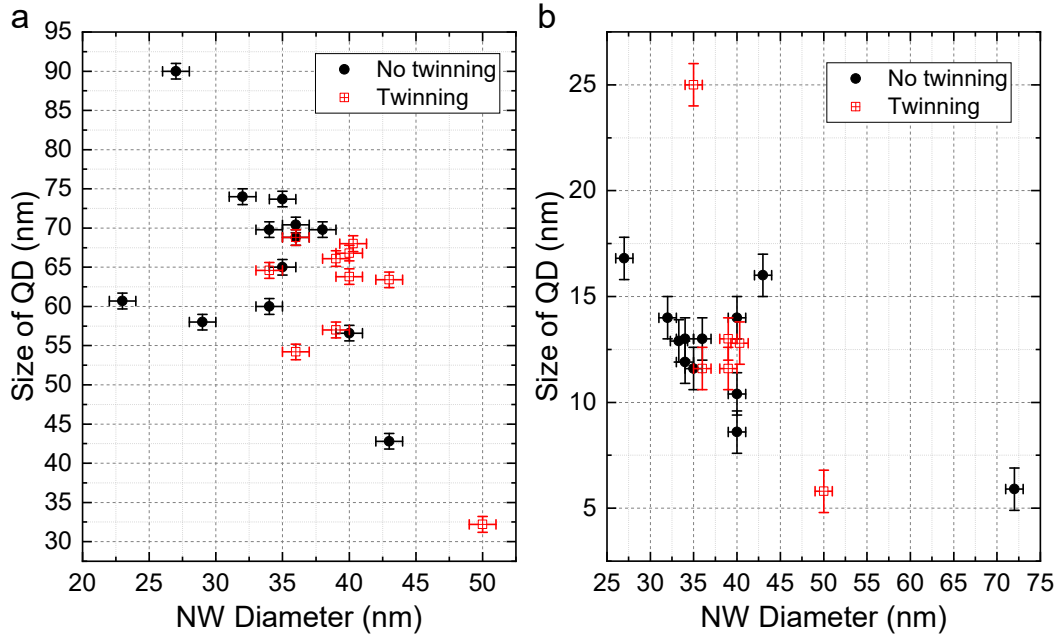 a
95
90
85
80
75
70
65
60
55
50
45
40
35
30
Size of QD (nm)
No twinning
Twinning
20 25 30 35 40 45 50
NW Diameter (nm)
b
25
20
15
10
5
Size of QD (nm)
No twinning
Twinning
25 30 35 40 45 50 55 60 65 70 75
NW Diameter (nm)